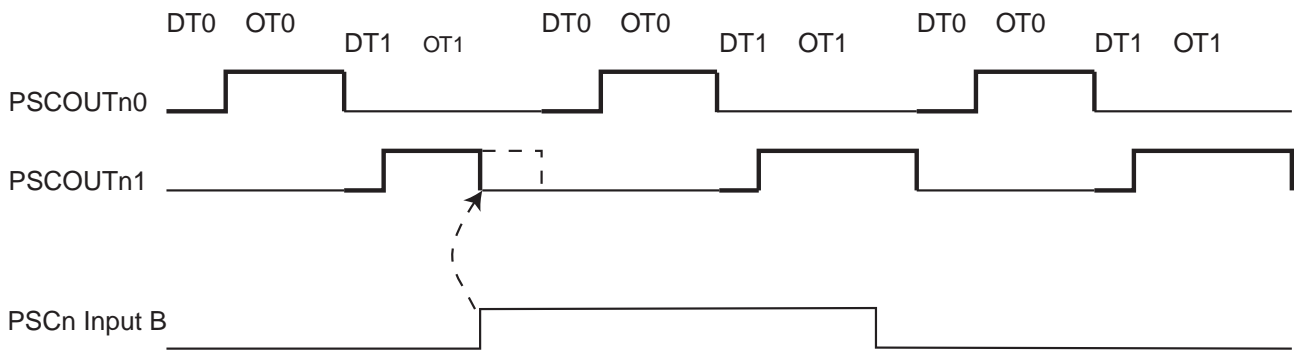 DT0 OT0 DT1 OT1 DT0 OT0 DT1 OT1 DT0 OT0 DT1 OT1
PSCOUTn0
PSCOUTn1
PSCn Input B